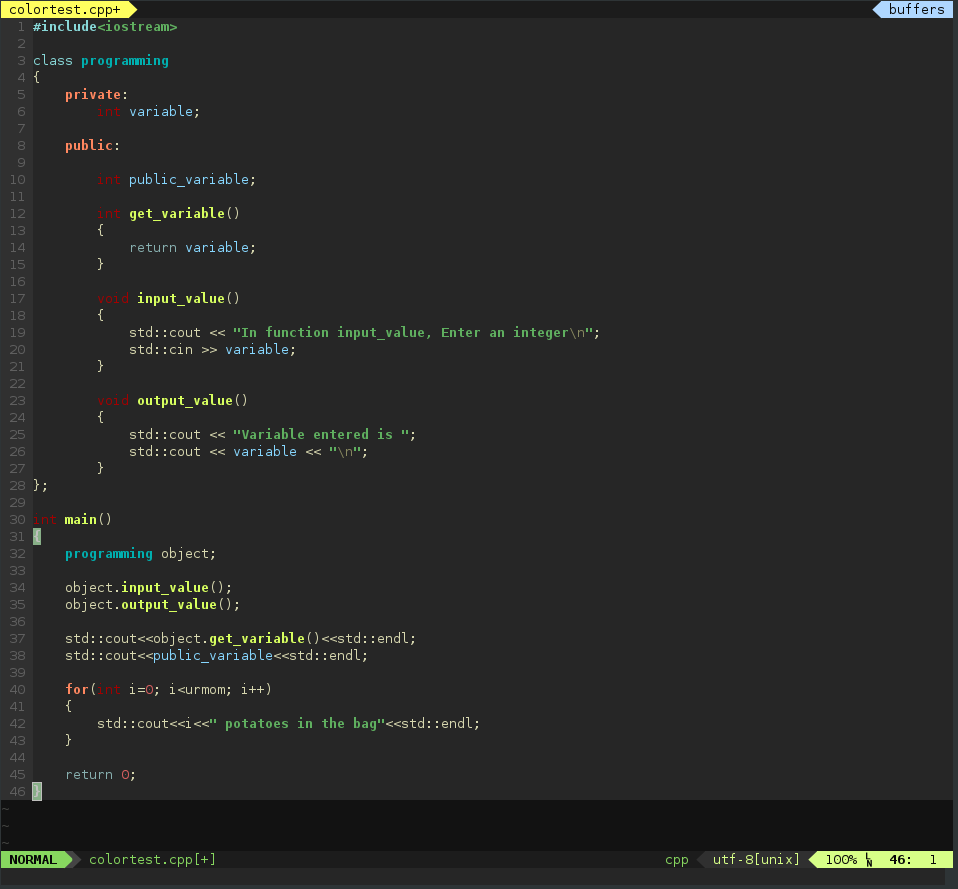 colortest.cpp+ buffers
1 #include<iostream>
2
3 class programming
4 {
5     private:
6         int variable;
7
8     public:
9
10         int public_variable;
11
12         int get_variable()
13         {
14             return variable;
15         }
16
17         void input_value()
18         {
19             std::cout << "In function input_value, Enter an integer\n";
20             std::cin >> variable;
21         }
22
23         void output_value()
24         {
25             std::cout << "Variable entered is ";
26             std::cout << variable << "\n";
27         }
28 };
29
30 int main()
31 {
32     programming object;
33
34     object.input_value();
35     object.output_value();
36
37     std::cout<<object.get_variable()<<std::endl;
38     std::cout<<public_variable<<std::endl;
39
40     for(int i=0; i<urmom; i++)
41     {
42         std::cout<<i<<" potatoes in the bag"<<std::endl;
43     }
44
45     return 0;
46 }
~
~
~
NORMAL colortest.cpp[+] cpp utf-8[unix] 100% LN 46: 1